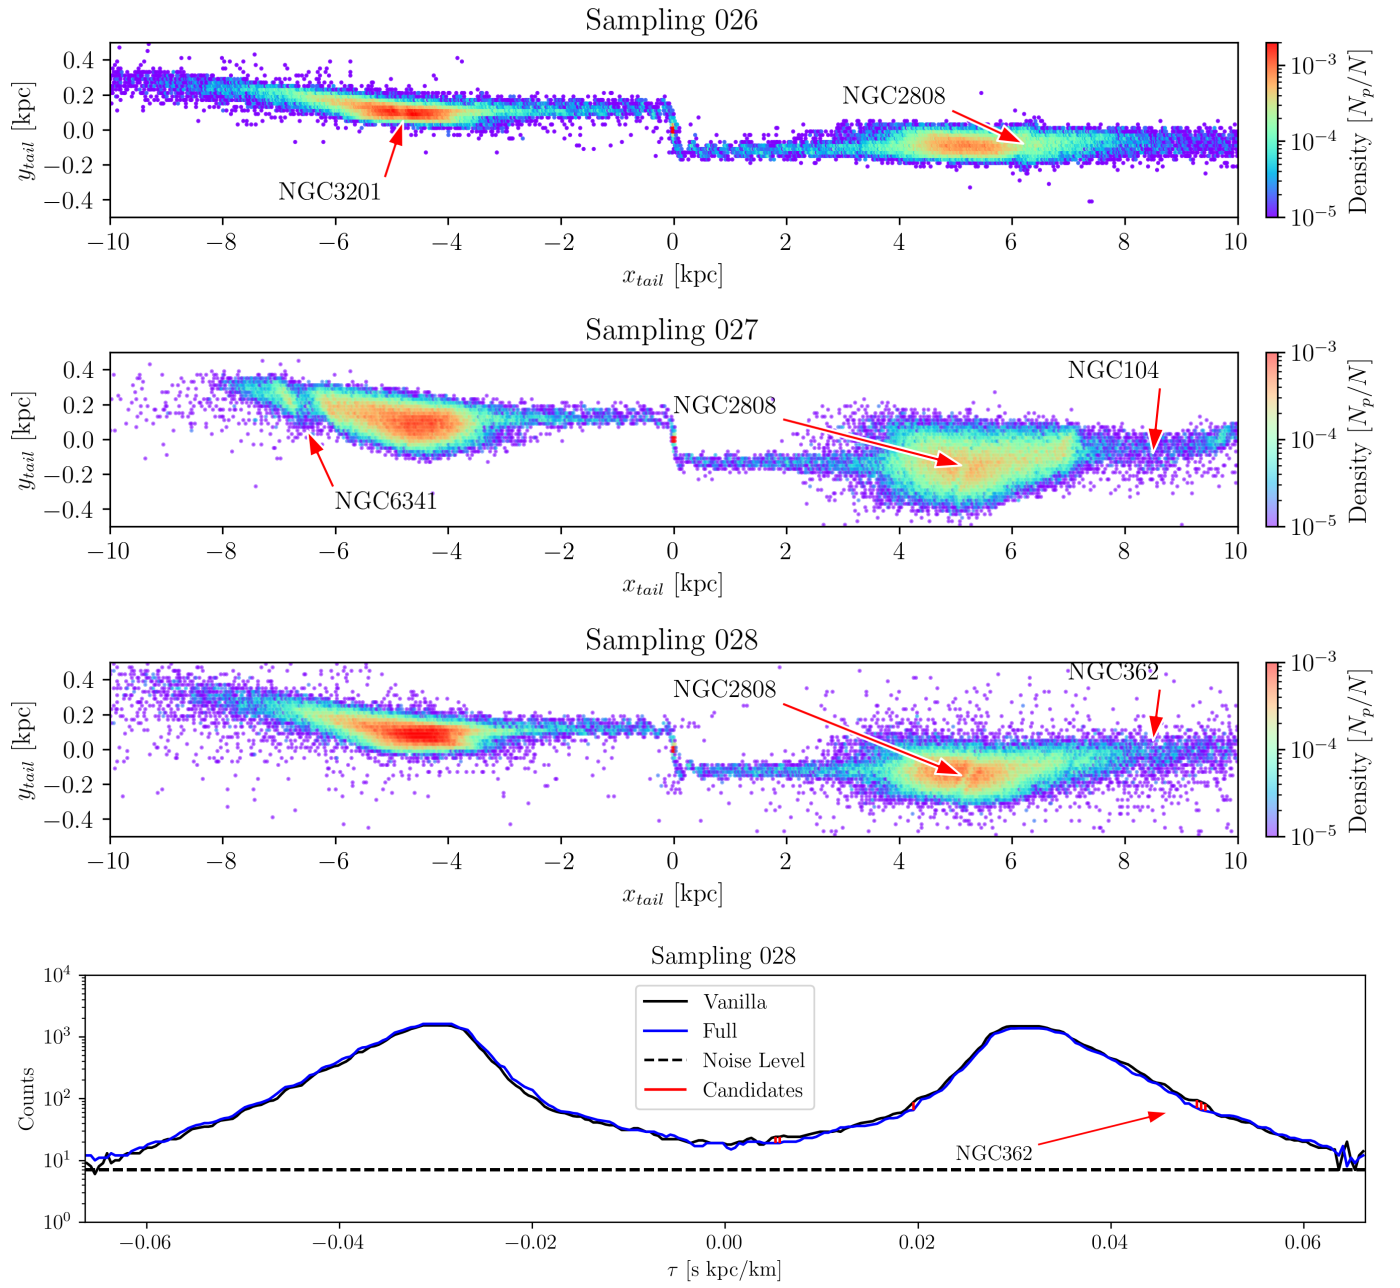 Sampling 026
y_tail [kpc]
0.4
0.2
0.0
−0.2
−0.4
NGC3201
NGC2808
−10 −8 −6 −4 −2 0 2 4 6 8 10
x_tail [kpc]
10^−3
10^−4
10^−5
Density [N_p/N]
Sampling 027
y_tail [kpc]
0.4
0.2
0.0
−0.2
−0.4
NGC6341
NGC2808
NGC104
−10 −8 −6 −4 −2 0 2 4 6 8 10
x_tail [kpc]
10^−3
10^−4
10^−5
Density [N_p/N]
Sampling 028
y_tail [kpc]
0.4
0.2
0.0
−0.2
−0.4
NGC2808
NGC362
−10 −8 −6 −4 −2 0 2 4 6 8 10
x_tail [kpc]
10^−3
10^−4
10^−5
Density [N_p/N]
Sampling 028
Counts
10^4
10^3
10^2
10^1
10^0
Vanilla
Full
Noise Level
Candidates
NGC362
−0.06 −0.04 −0.02 0.00 0.02 0.04 0.06
τ [s kpc/km]